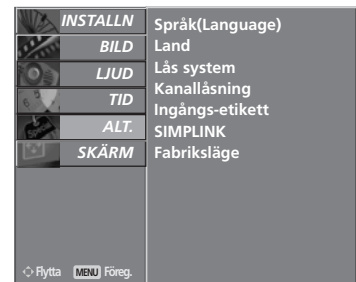 INSTALLN
BILD
LJUD
TID
ALT.
SKÄRM
Språk(Language)
Land
Lås system
Kanallåsning
Ingångs-etikett
SIMPLINK
Fabriksläge
Flytta MENU Föreg.